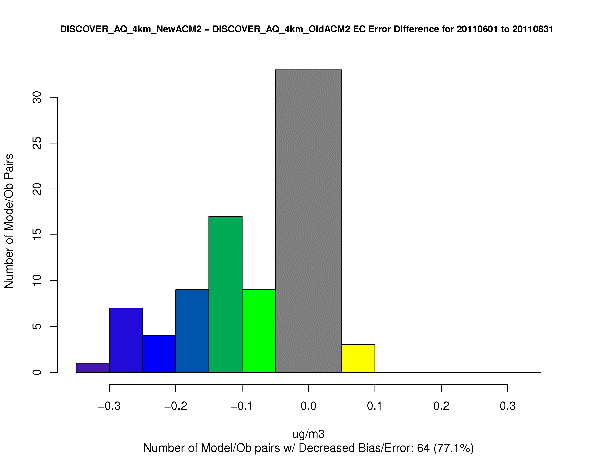 DISCOVER_AQ_4km_NewACM2 − DISCOVER_AQ_4km_OldACM2 EC Error Difference for 20110601 to 20110831
Number of Mode/Ob Pairs
30
25
20
15
10
5
0
−0.3 −0.2 −0.1 0.0 0.1 0.2 0.3
ug/m3
Number of Model/Ob pairs w/ Decreased Bias/Error: 64 (77.1%)